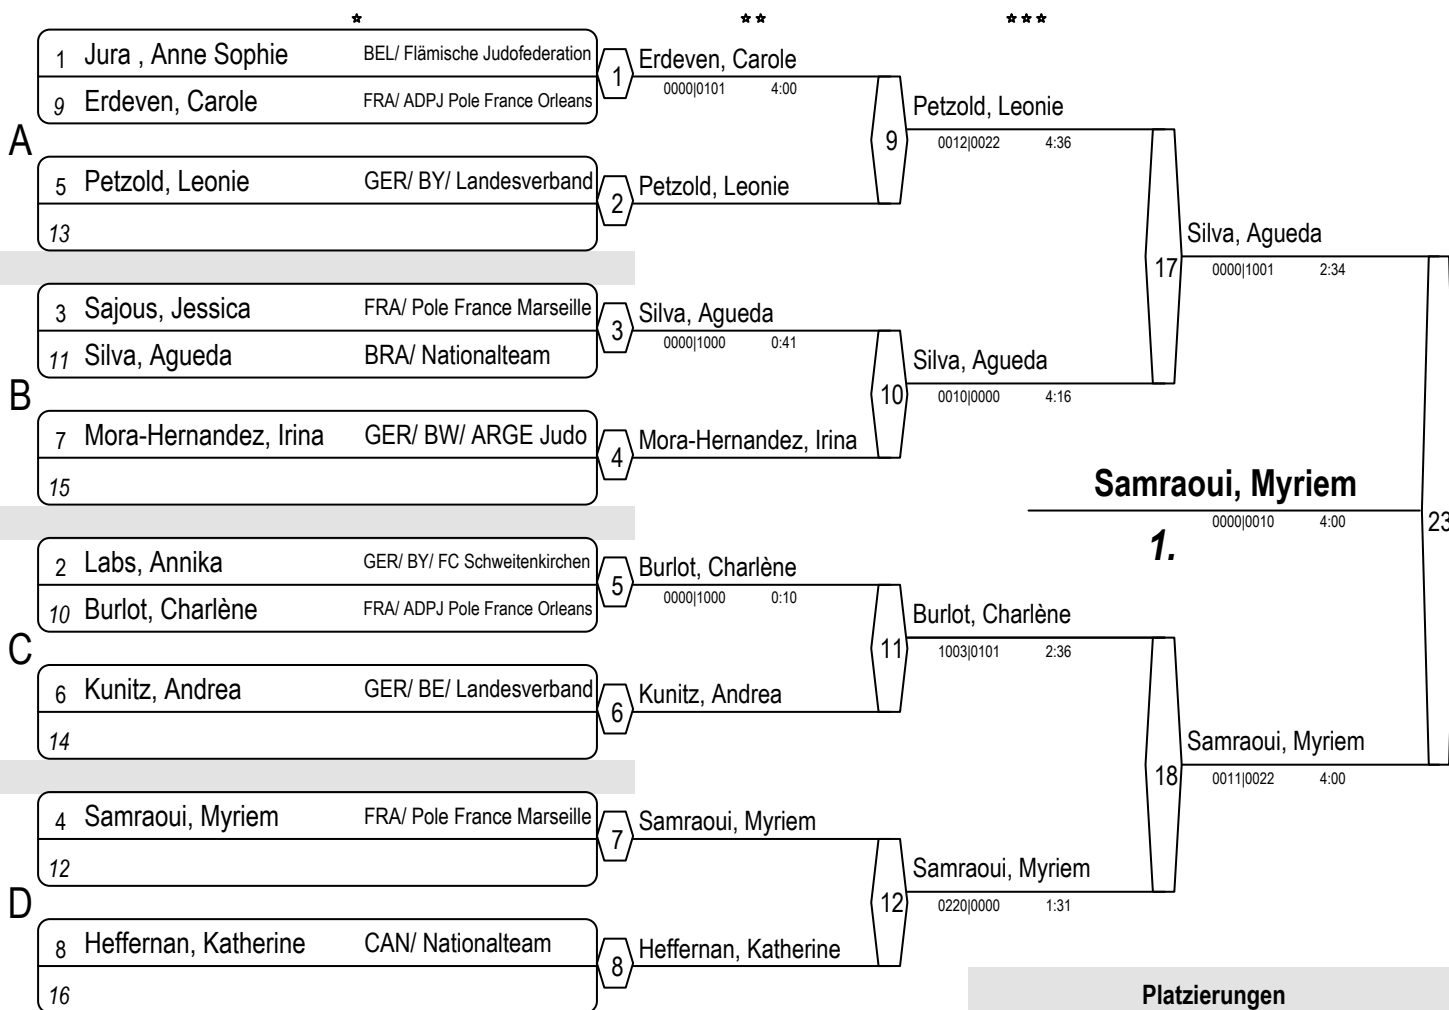 * ** ***
1 Jura , Anne Sophie BEL/ Flämische Judofederation
9 Erdeven, Carole FRA/ ADPJ Pole France Orleans
1 Erdeven, Carole
0000|0101 4:00
A
5 Petzold, Leonie GER/ BY/ Landesverband
13
2 Petzold, Leonie
9 Petzold, Leonie
0012|0022 4:36
3 Sajous, Jessica FRA/ Pole France Marseille
11 Silva, Agueda BRA/ Nationalteam
3 Silva, Agueda
0000|1000 0:41
B
7 Mora-Hernandez, Irina GER/ BW/ ARGE Judo
15
4 Mora-Hernandez, Irina
10 Silva, Agueda
0010|0000 4:16
17 Silva, Agueda
0000|1001 2:34
2 Labs, Annika GER/ BY/ FC Schweitenkirchen
10 Burlot, Charlène FRA/ ADPJ Pole France Orleans
5 Burlot, Charlène
0000|1000 0:10
C
6 Kunitz, Andrea GER/ BE/ Landesverband
14
6 Kunitz, Andrea
11 Burlot, Charlène
1003|0101 2:36
4 Samraoui, Myriem FRA/ Pole France Marseille
12
7 Samraoui, Myriem
D
8 Heffernan, Katherine CAN/ Nationalteam
16
8 Heffernan, Katherine
12 Samraoui, Myriem
0220|0000 1:31
18 Samraoui, Myriem
0011|0022 4:00
Samraoui, Myriem
0000|0010 4:00
1.
23
Platzierungen